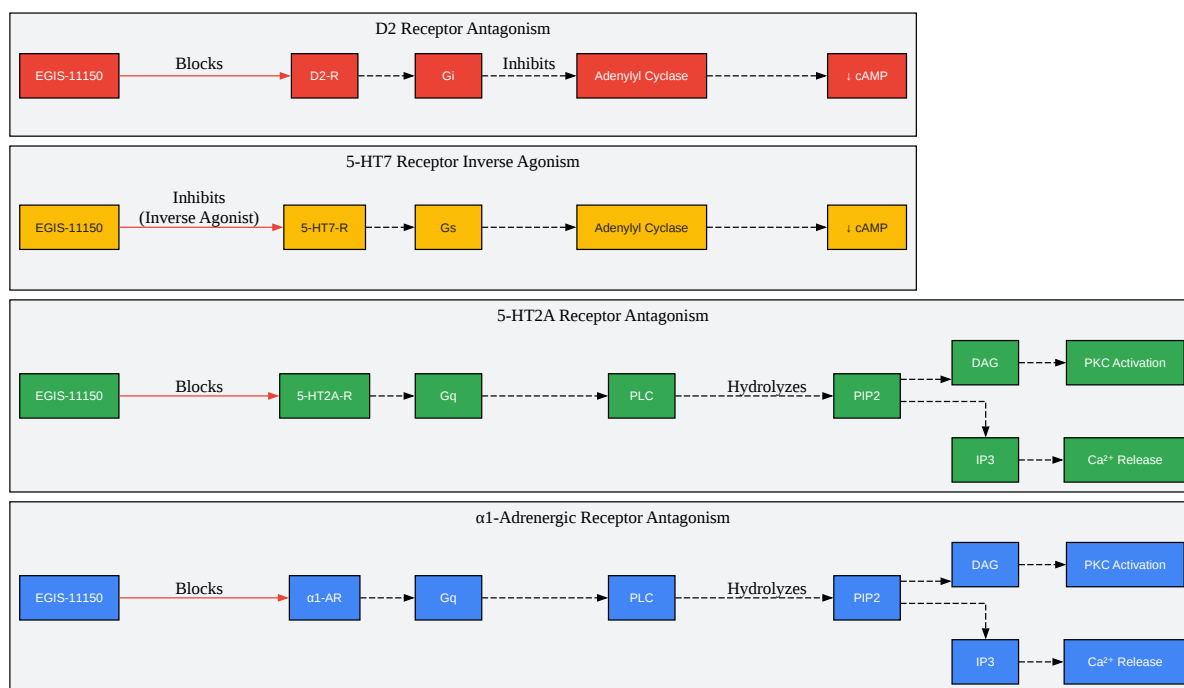 D2 Receptor Antagonism
EGIS-11150
Blocks
D2-R
Gi
Inhibits
Adenylyl Cyclase
↓ cAMP
5-HT7 Receptor Inverse Agonism
EGIS-11150
Inhibits
(Inverse Agonist)
5-HT7-R
Gs
Adenylyl Cyclase
↓ cAMP
5-HT2A Receptor Antagonism
EGIS-11150
Blocks
5-HT2A-R
Gq
PLC
Hydrolyzes
PIP2
DAG
PKC Activation
IP3
Ca²⁺ Release
α1-Adrenergic Receptor Antagonism
EGIS-11150
Blocks
α1-AR
Gq
PLC
Hydrolyzes
PIP2
DAG
PKC Activation
IP3
Ca²⁺ Release